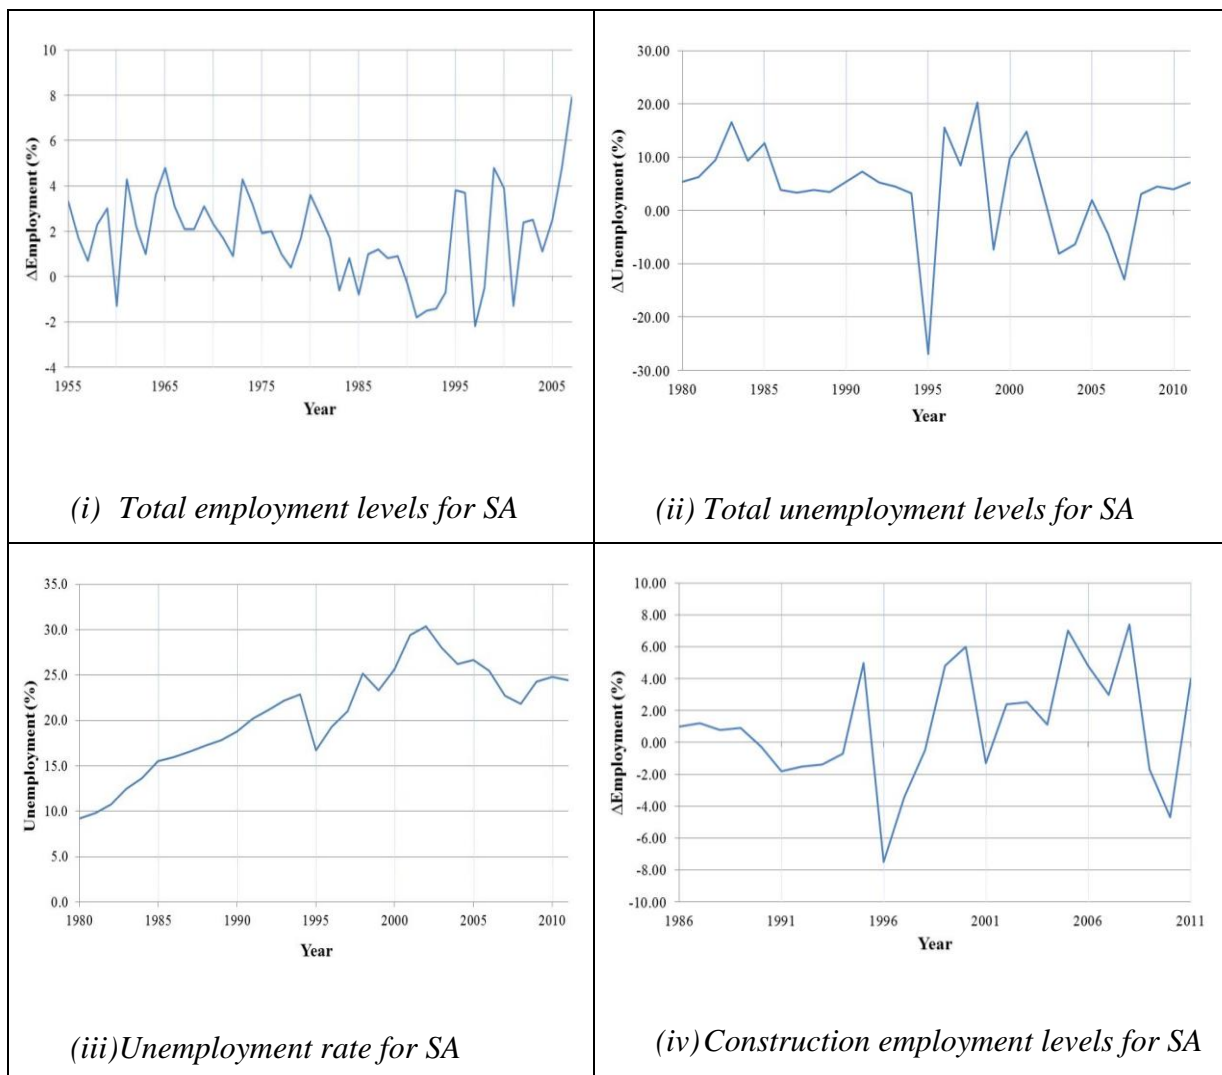 10
8
6
4
2
0
-2
-4
ΔEmployment (%)
1955 1965 1975 1985 1995 2005
Year
(i) Total employment levels for SA
30.00
20.00
10.00
0.00
-10.00
-20.00
-30.00
ΔUnemployment (%)
1980 1985 1990 1995 2000 2005 2010
Year
(ii) Total unemployment levels for SA
35.0
30.0
25.0
20.0
15.0
10.0
5.0
0.0
Unemployment (%)
1980 1985 1990 1995 2000 2005 2010
Year
(iii)Unemployment rate for SA
10.00
8.00
6.00
4.00
2.00
0.00
-2.00
-4.00
-6.00
-8.00
-10.00
ΔEmployment (%)
1986 1991 1996 2001 2006 2011
Year
(iv)Construction employment levels for SA